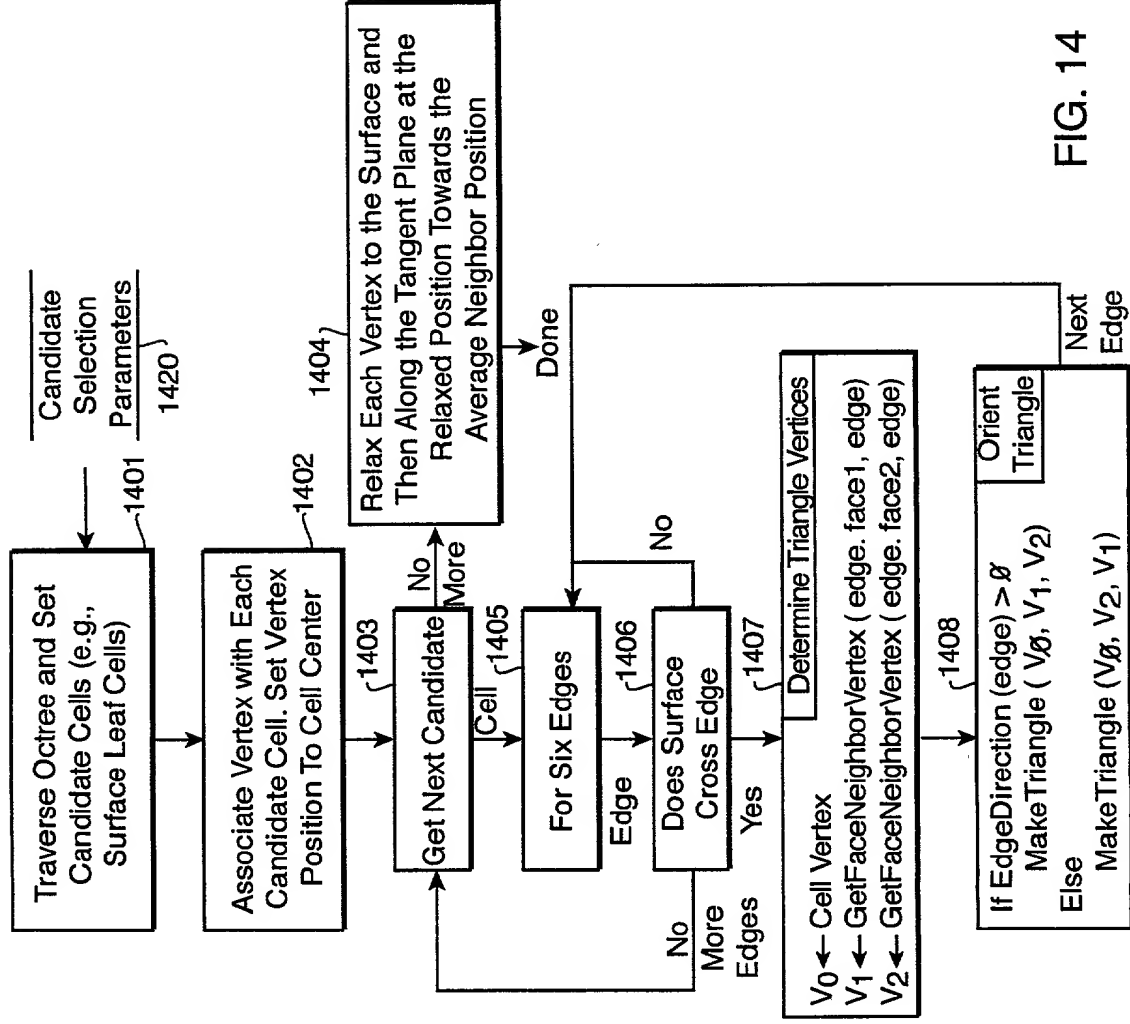 Candidate
Selection
Parameters
1420
1401
Traverse Octree and Set
Candidate Cells (e.g.,
Surface Leaf Cells)
1402
Associate Vertex with Each
Candidate Cell. Set Vertex
Position To Cell Center
1403
Get Next Candidate
No
More
1404
Relax Each Vertex to the Surface and
Then Along the Tangent Plane at the
Relaxed Position Towards the
Average Neighbor Position
Done
Cell
1405
For Six Edges
Edge
1406
Does Surface
Cross Edge
No
No
More
Edges
Yes
1407
Determine Triangle Vertices
V0 ← Cell Vertex
V1 ← GetFaceNeighborVertex ( edge. face1, edge)
V2 ← GetFaceNeighborVertex ( edge. face2, edge)
1408
Orient
Triangle
If EdgeDirection (edge) > Ø
MakeTriangle ( VØ, V1, V2)
Else
MakeTriangle (VØ, V2, V1)
Next
Edge
FIG. 14